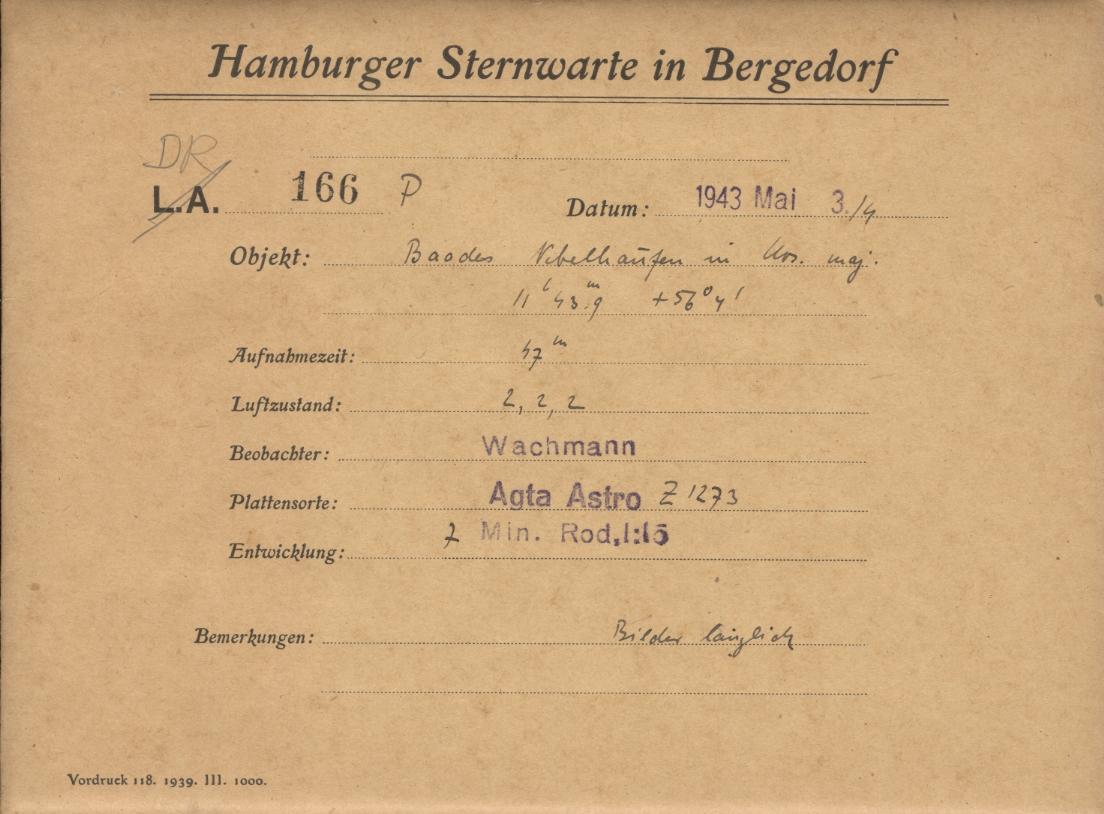 Hamburger Sternwarte in Bergedorf
DR
L.A. 166 P Datum: 1943 Mai 3./4
Objekt: Baades Nebelhaufen in Urs. maj.
11ʰ 43.ᵐ9 +56° 4'
Aufnahmezeit: 47ᵐ
Luftzustand: 2, 2, 2
Beobachter: Wachmann
Plattensorte: Agfa Astro Z 1273
Entwicklung: 7 Min. Rod.1:15
Bemerkungen: Bilder länglich
Vordruck 118. 1939. III. 1000.